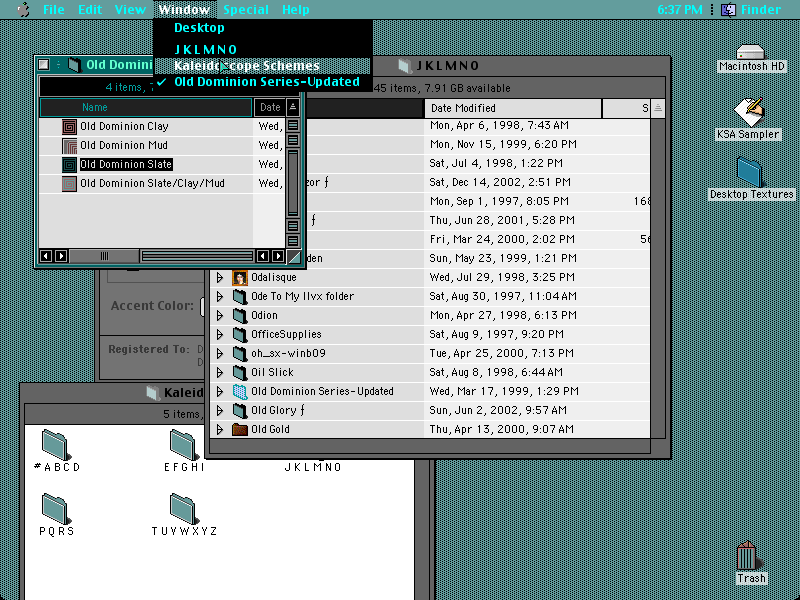 File Edit View Window Special Help 6:37 PM Finder
Desktop
J K L M N O
Kaleidoscope Schemes
✓ Old Dominion Series-Updated
Old Domini
4 items, 7
Name Date
Old Dominion Clay Wed,
Old Dominion Mud Wed,
Old Dominion Slate Wed,
Old Dominion Slate/Clay/Mud Wed,
J K L M N O
45 items, 7.91 GB available
Date Modified S
Mon, Apr 6, 1998, 7:43 AM
Mon, Nov 15, 1999, 6:20 PM
Sat, Jul 4, 1998, 1:22 PM
zor ƒ Sat, Dec 14, 2002, 2:51 PM
Mon, Sep 1, 1997, 8:05 PM 168
ƒ Thu, Jun 28, 2001, 5:28 PM
Fri, Mar 24, 2000, 2:02 PM 56
den Sun, May 23, 1999, 1:21 PM
Odalisque Wed, Jul 29, 1998, 3:25 PM
Ode To My IIvx folder Sat, Aug 30, 1997, 11:04 AM
Odion Mon, Apr 27, 1998, 6:13 PM
OfficeSupplies Sat, Aug 9, 1997, 9:20 PM
oh_sx-winb09 Tue, Apr 25, 2000, 7:13 PM
Oil Slick Sat, Aug 8, 1998, 6:44 AM
Old Dominion Series-Updated Wed, Mar 17, 1999, 1:29 PM
Old Glory ƒ Sun, Jun 2, 2002, 9:57 AM
Old Gold Thu, Apr 13, 2000, 9:07 AM
Accent Color:
Registered To: D
D
Kaleid
5 items,
#ABCD
EFGHI
JKLMNO
PQRS
TUVWXYZ
Macintosh HD
KSA Sampler
Desktop Textures
Trash